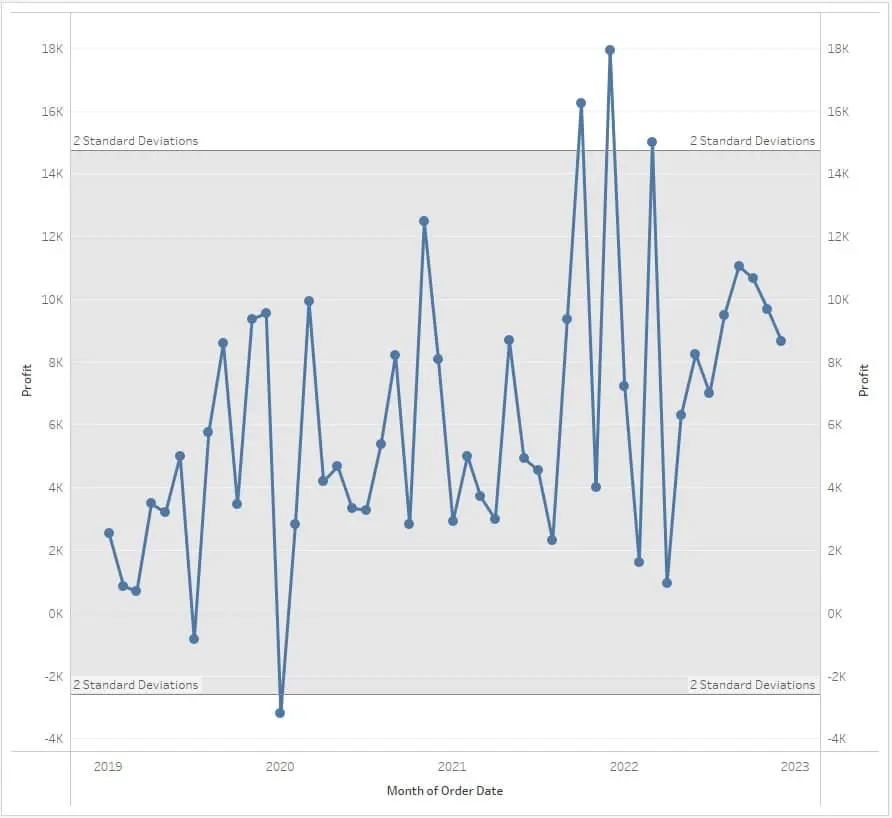 18K
18K
16K
16K
2 Standard Deviations
2 Standard Deviations
14K
14K
12K
12K
10K
10K
Profit
8K
8K
Profit
6K
6K
4K
4K
2K
2K
0K
0K
-2K
2 Standard Deviations
2 Standard Deviations
-2K
-4K
-4K
2019
2020
2021
2022
2023
Month of Order Date